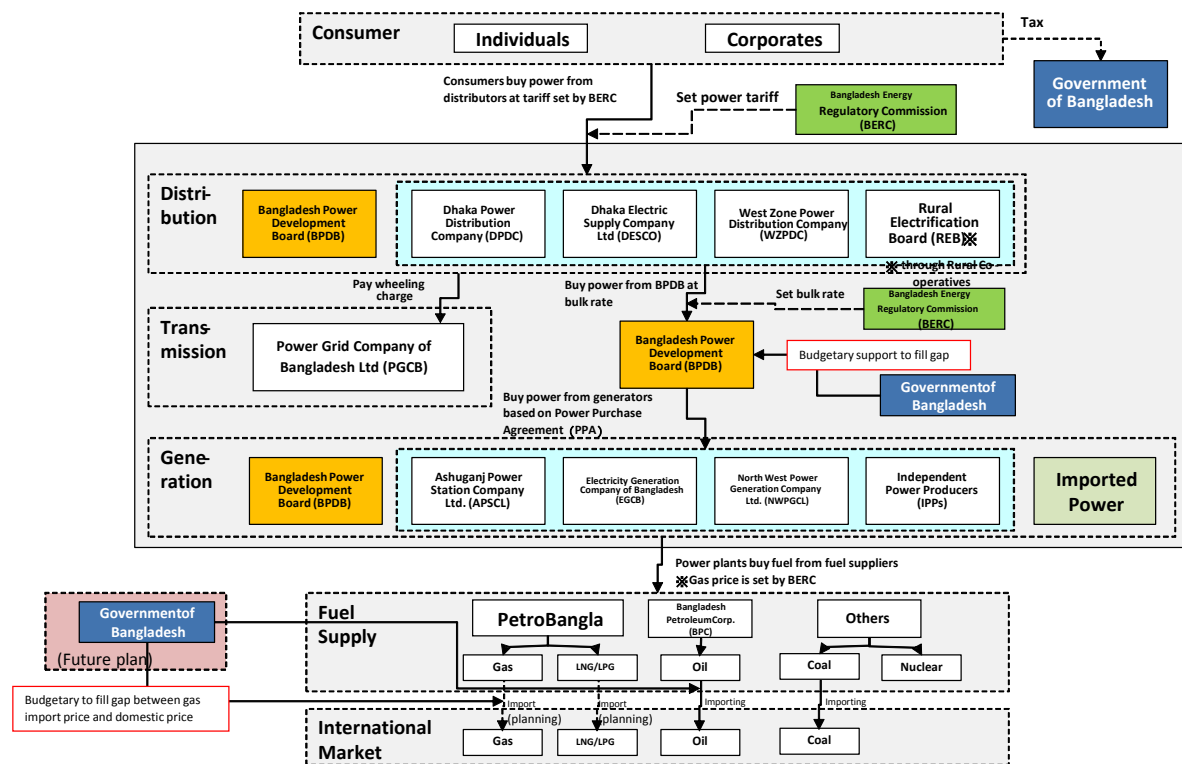 Consumer
Individuals
Corporates
Tax
Government
of Bangladesh
Consumers buy power from
distributors at tariff set by BERC
Set power tariff
Bangladesh Energy
Regulatory Commission
(BERC)
Distri-
bution
Bangladesh Power
Development
Board (BPDB)
Dhaka Power
Distribution
Company (DPDC)
Dhaka Electric
Supply Company
Ltd (DESCO)
West Zone Power
Distribution Company
(WZPDC)
Rural
Electrification
Board (REB)※
※ through Rural Co-
operatives
Pay wheeling
charge
Buy power from BPDB at
bulk rate
Set bulk rate
Bangladesh Energy
Regulatory Commission
(BERC)
Trans-
mission
Power Grid Company of
Bangladesh Ltd (PGCB)
Bangladesh Power
Development
Board (BPDB)
Budgetary support to fill gap
Governmentof
Bangladesh
Buy power from generators
based on Power Purchase
Agreement (PPA)
Gene-
ration
Bangladesh Power
Development
Board (BPDB)
Ashuganj Power
Station Company
Ltd. (APSCL)
Electricity Generation
Company of Bangladesh
(EGCB)
North West Power
Generation Company
Ltd. (NWPGCL)
Independent
Power Producers
(IPPs)
Imported
Power
Power plants buy fuel from fuel suppliers
※Gas price is set by BERC
Governmentof
Bangladesh
(Future plan)
Fuel
Supply
PetroBangla
Bangladesh
PetroleumCorp.
(BPC)
Others
Gas
LNG/LPG
Oil
Coal
Nuclear
Budgetary to fill gap between gas
import price and domestic price
Import
(planning)
Import
(planning)
Importing
Importing
International
Market
Gas
LNG/LPG
Oil
Coal